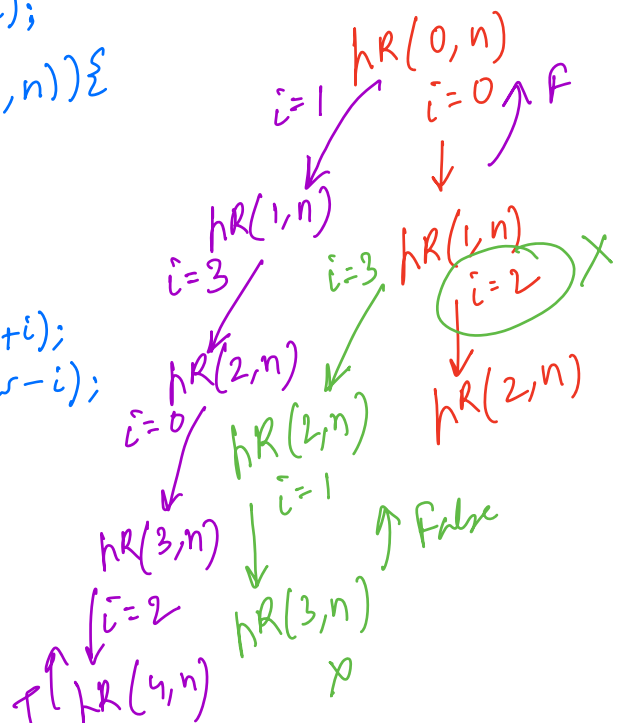 );
,n)){
hR(0,n)
i=1
i=0
F
hR(1,n)
hR(1,n)
X
i=3
i=3
i=2
+i);
s-i);
hR(2,n)
hR(2,n)
i=0
hR(2,n)
i=1
False
hR(3,n)
i=2
hR(3,n)
X
T
hR(4,n)